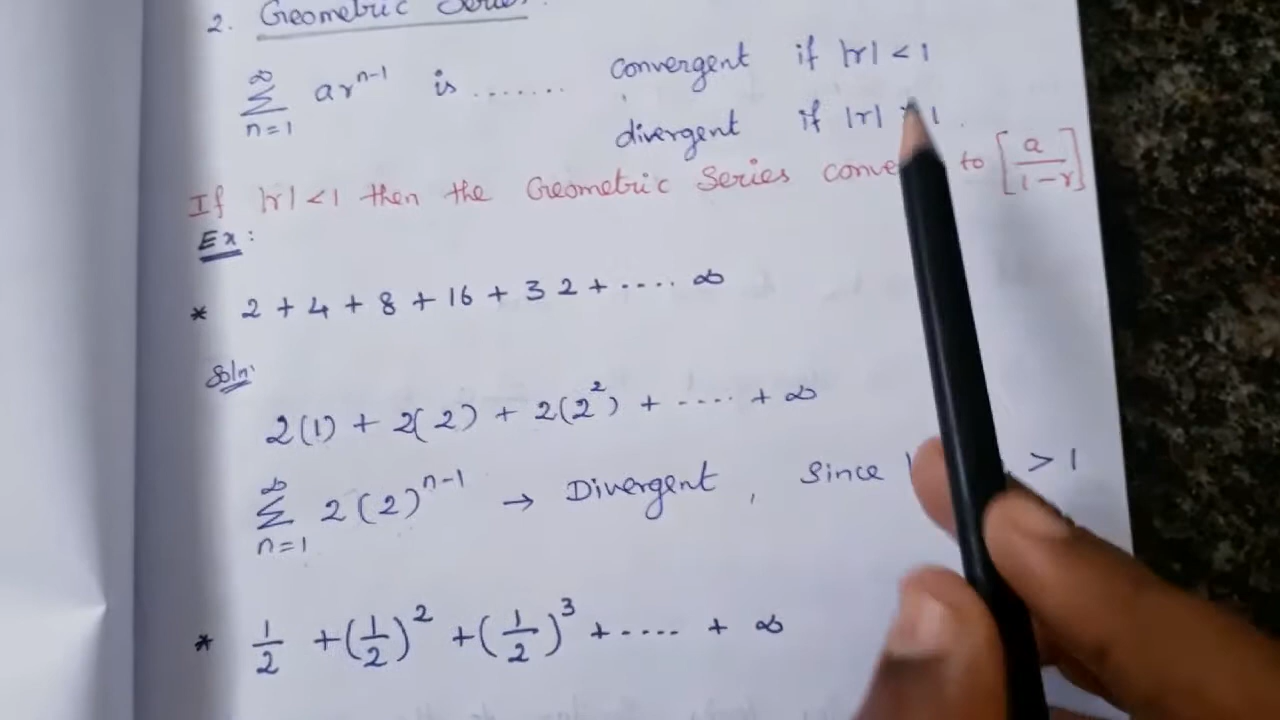 2. Geometric Series.
∞
∑ ar^(n-1) is ....... convergent if |r| < 1
n=1
divergent if |r| 1
If |r| < 1 then the Geometric Series to [a/(1-r)]
Ex:
* 2 + 4 + 8 + 16 + 32 + .... ∞
Soln:
2(1) + 2(2) + 2(2²) + .... + ∞
∞
∑ 2(2)^(n-1) → Divergent, Since > 1
n=1
* 1/2 + (1/2)² + (1/2)³ + .... + ∞